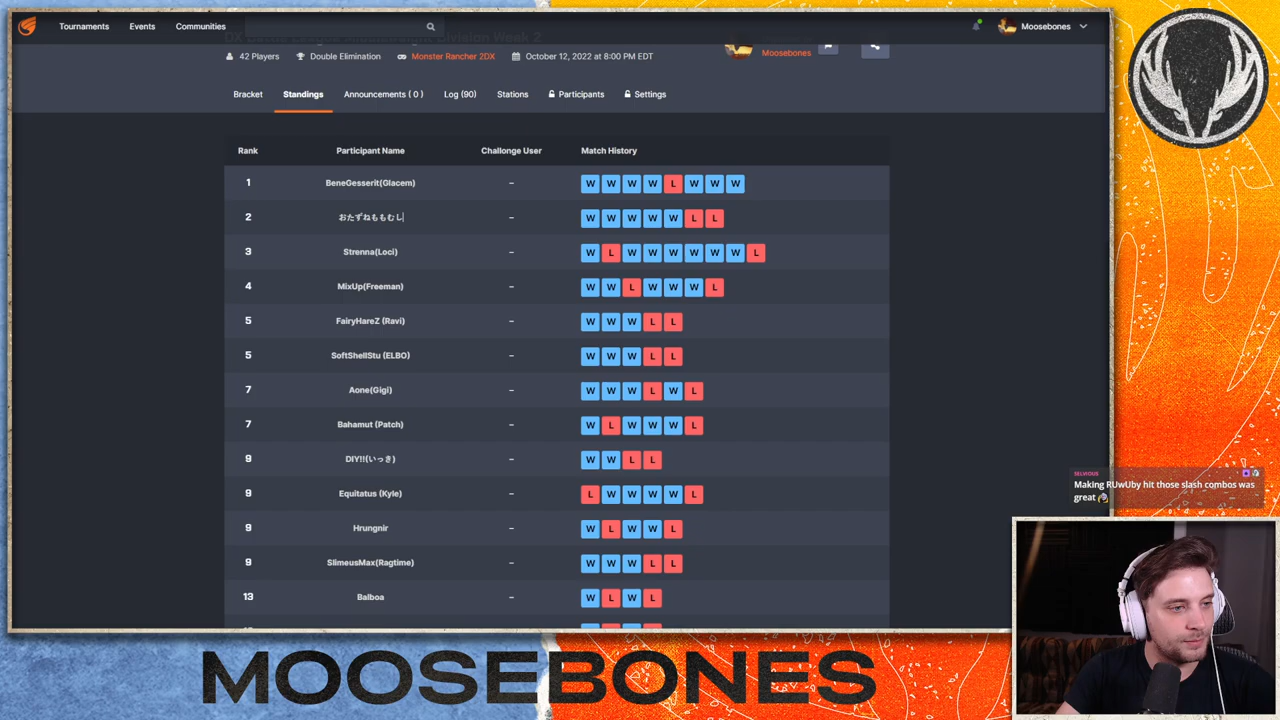 Tournaments Events Communities Moosebones
42 Players Double Elimination Monster Rancher 2DX October 12, 2022 at 8:00 PM EDT Moosebones
Bracket Standings Announcements ( 0 ) Log (90) Stations Participants Settings
Rank Participant Name Challonge User Match History
1 BeneGesserit(Glacem) – W W W W L W W W
2 おたずねももむし – W W W W W L L
3 Strenna(Loci) – W L W W W W W W L
4 MixUp(Freeman) – W W L W W W L
5 FairyHareZ (Ravi) – W W W L L
5 SoftShellStu (ELBO) – W W W L L
7 Aone(Gigi) – W W W L W L
7 Bahamut (Patch) – W L W W W L
9 DIY!!(いっき) – W W L L
9 Equitatus (Kyle) – L W W W W L
9 Hrungnir – W L W W L
9 SlimeusMax(Ragtime) – W W W L L
13 Balboa – W L W L
SELVIOUS
Making RUwUby hit those slash combos was
great
MOOSEBONES